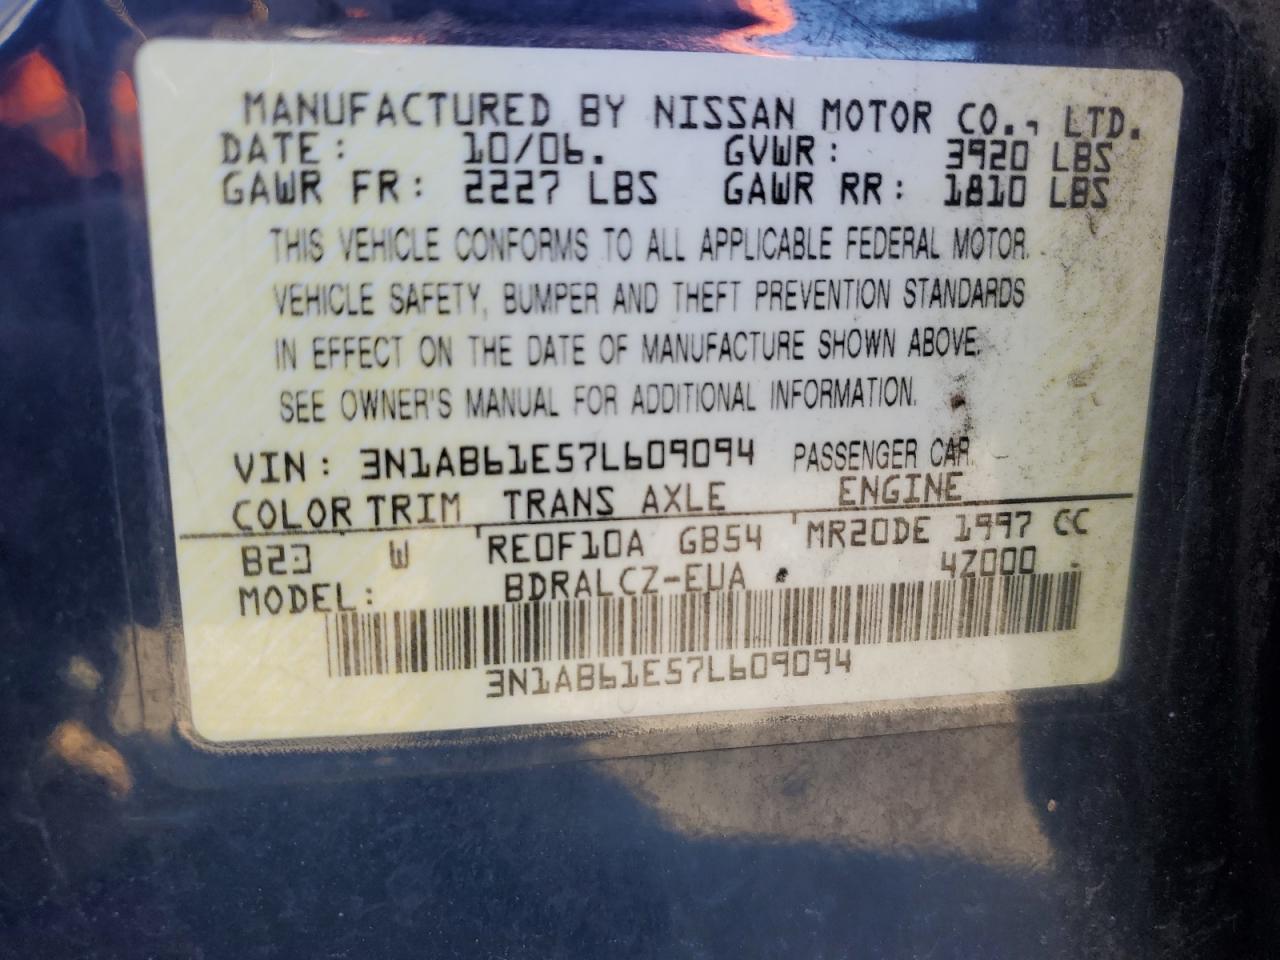 MANUFACTURED BY NISSAN MOTOR CO., LTD.
DATE: 10/06. GVWR: 3920 LBS
GAWR FR: 2227 LBS GAWR RR: 1810 LBS
THIS VEHICLE CONFORMS TO ALL APPLICABLE FEDERAL MOTOR
VEHICLE SAFETY, BUMPER AND THEFT PREVENTION STANDARDS
IN EFFECT ON THE DATE OF MANUFACTURE SHOWN ABOVE.
SEE OWNER'S MANUAL FOR ADDITIONAL INFORMATION.
VIN: 3N1AB61E57L609094 PASSENGER CAR
COLOR TRIM TRANS AXLE ENGINE
B23 W RE0F10A GB54 MR20DE 1997 CC
MODEL: BDRALCZ-EUA 4Z000
3N1AB61E57L609094